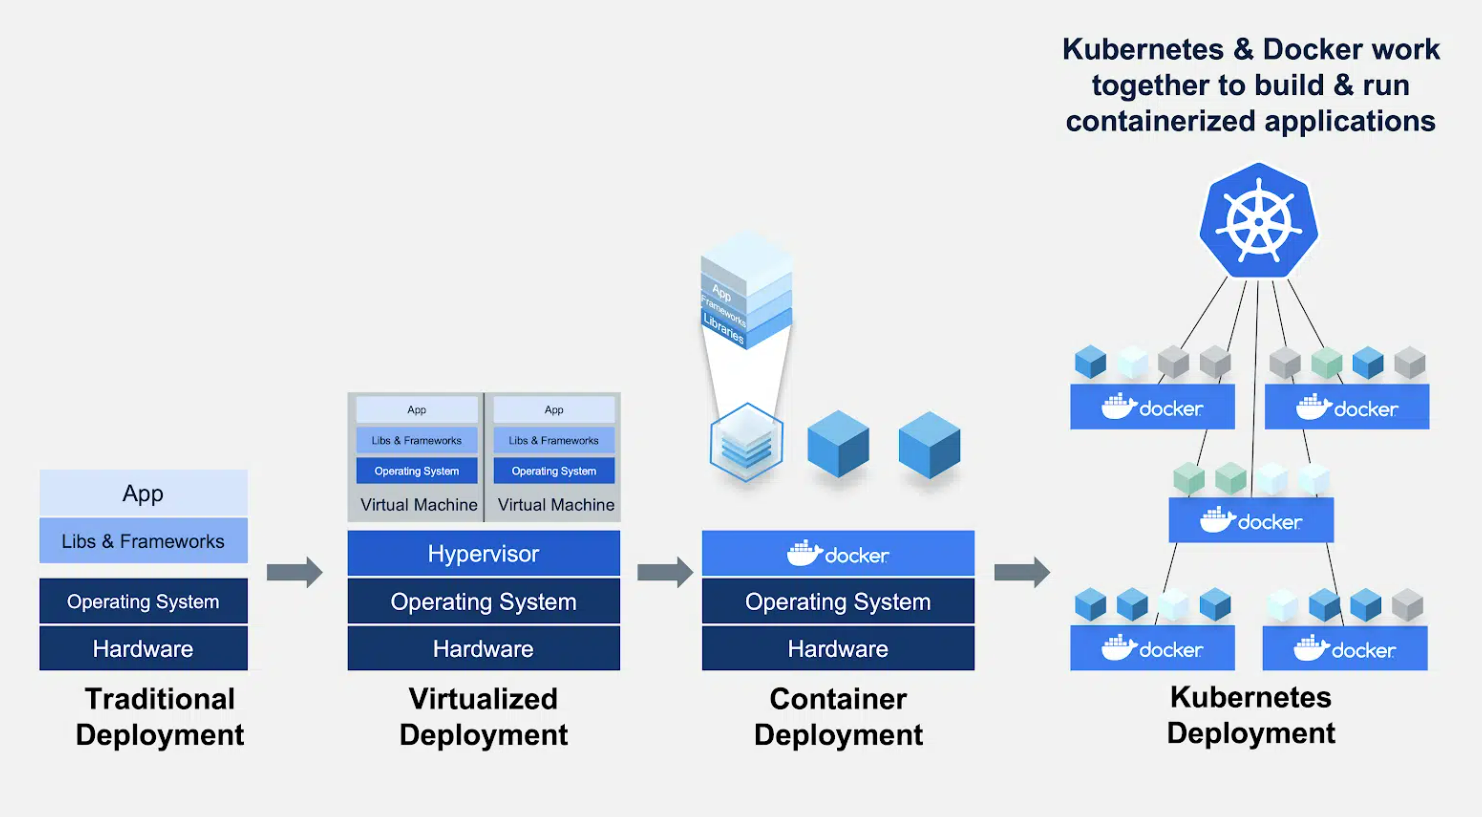 Kubernetes & Docker work
together to build & run
containerized applications
App
Libs & Frameworks
Operating System
Hardware
Traditional
Deployment
App
Libs & Frameworks
Operating System
Virtual Machine
App
Libs & Frameworks
Operating System
Virtual Machine
Hypervisor
Operating System
Hardware
Virtualized
Deployment
App
Frameworks
Libraries
docker
Operating System
Hardware
Container
Deployment
docker
docker
docker
docker
docker
Kubernetes
Deployment